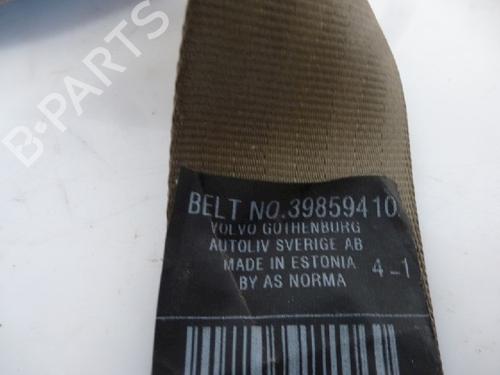 B-PARTS
BELT NO.39859410
VOLVO GOTHENBURG
AUTOLIV SVERIGE AB
MADE IN ESTONIA 4-1
BY AS NORMA